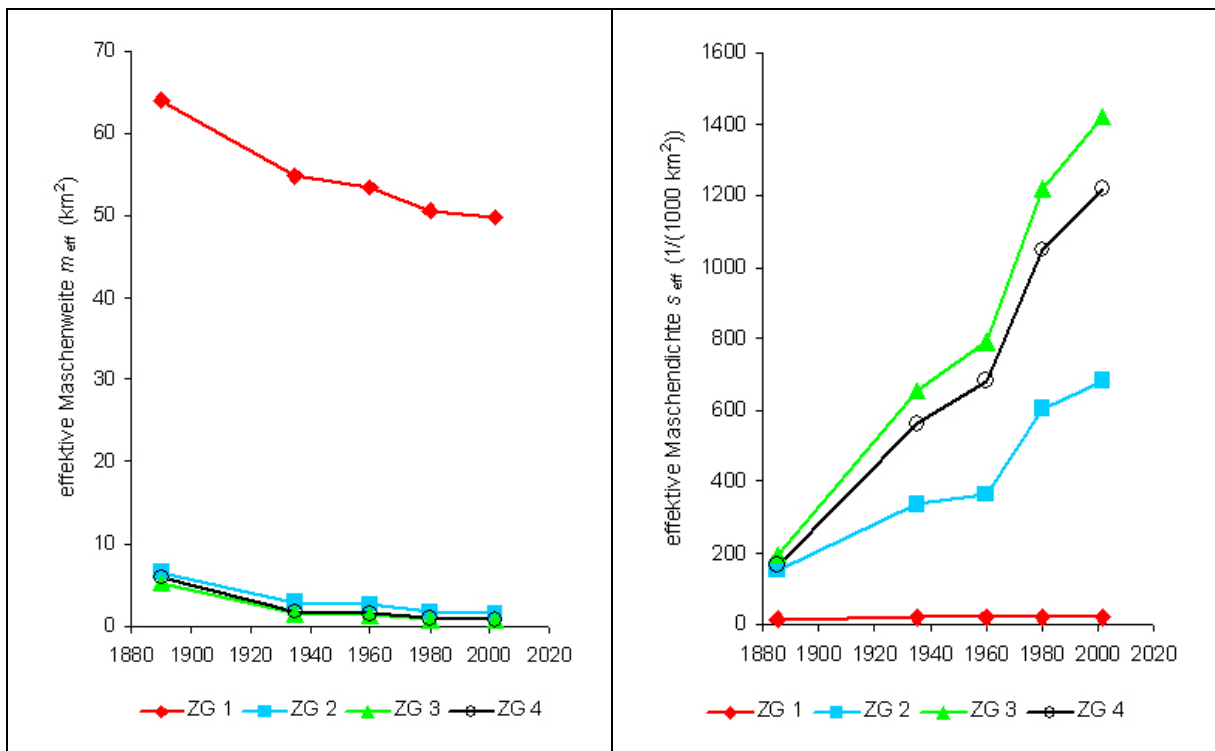 effektive Maschenweite m eff (km²)
70
60
50
40
30
20
10
0
1880 1900 1920 1940 1960 1980 2000 2020
ZG 1 ZG 2 ZG 3 ZG 4
effektive Maschendichte s eff (1/(1000 km²))
1600
1400
1200
1000
800
600
400
200
0
1880 1900 1920 1940 1960 1980 2000 2020
ZG 1 ZG 2 ZG 3 ZG 4